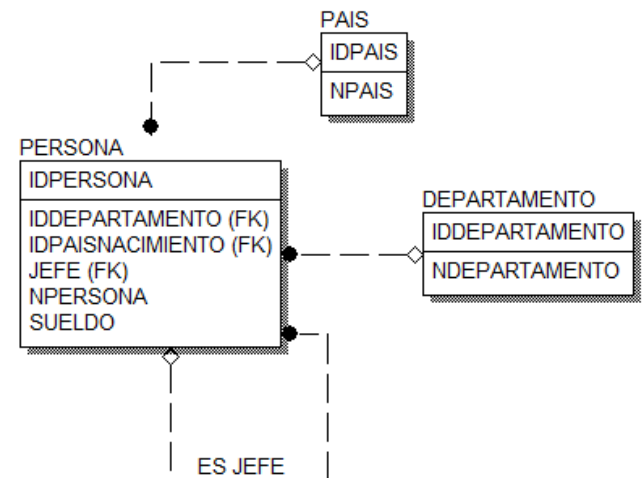 PAIS
IDPAIS
NPAIS
PERSONA
IDPERSONA
IDDEPARTAMENTO (FK)
IDPAISNACIMIENTO (FK)
JEFE (FK)
NPERSONA
SUELDO
DEPARTAMENTO
IDDEPARTAMENTO
NDEPARTAMENTO
ES JEFE